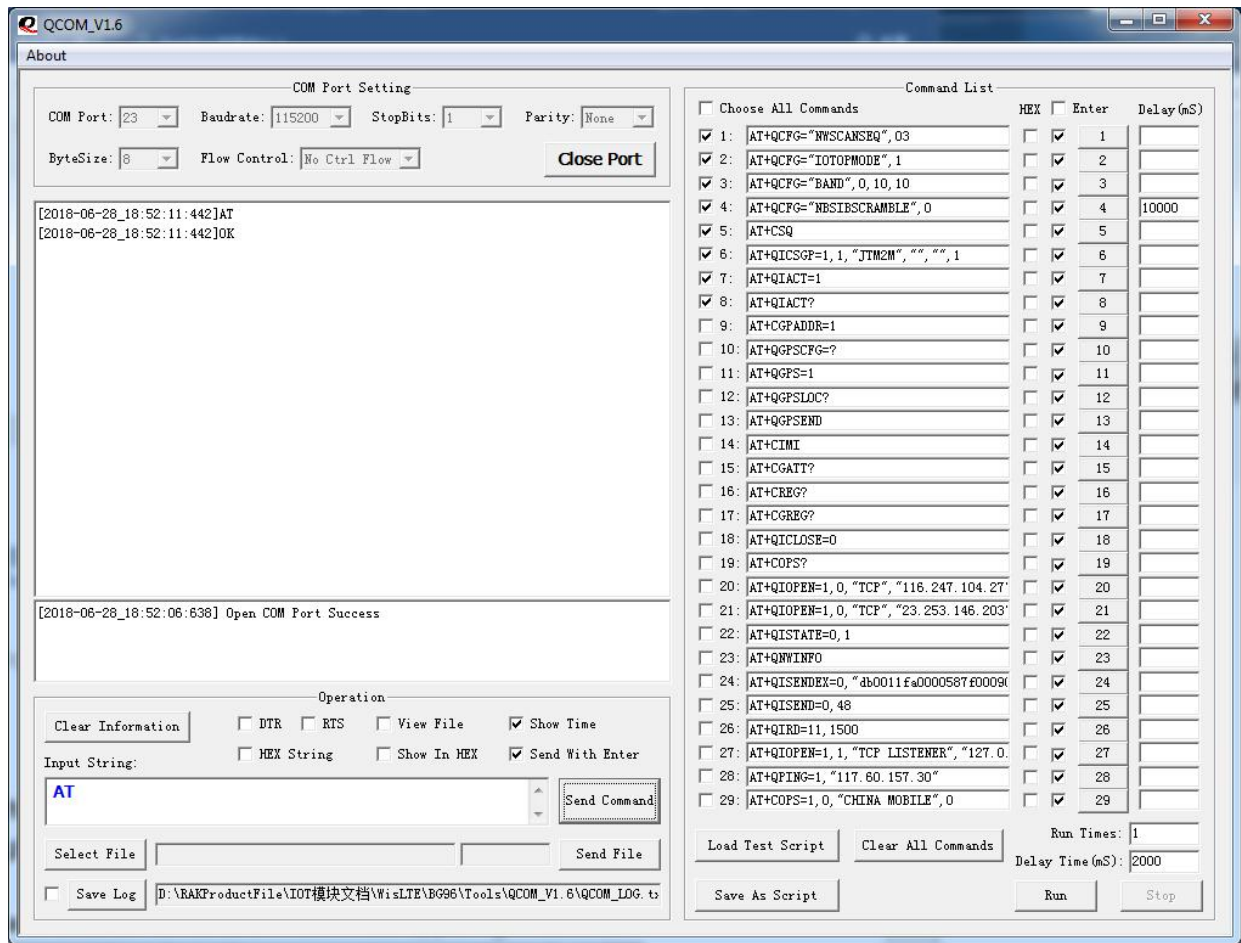 QCOM_V1.6
About
COM Port Setting
COM Port: 23 Baudrate: 115200 StopBits: 1 Parity: None
ByteSize: 8 Flow Control: No Ctrl Flow Close Port
[2018-06-28_18:52:11:442]AT
[2018-06-28_18:52:11:442]OK
[2018-06-28_18:52:06:638] Open COM Port Success
Operation
Clear Information DTR RTS View File Show Time
HEX String Show In HEX Send With Enter
Input String:
AT
Send Command
Select File Send File
Save Log D:\RAKProductFile\IOT模块文档\WisLTE\BG96\Tools\QCOM_V1.6\QCOM_LOG.t
Command List
Choose All Commands HEX Enter Delay(mS)
1: AT+QCFG="NWSCANSEQ",03 1
2: AT+QCFG="IOTOPMODE",1 2
3: AT+QCFG="BAND",0,10,10 3
4: AT+QCFG="NBSIBSCRAMBLE",0 4 10000
5: AT+CSQ 5
6: AT+QICSGP=1,1,"JTM2M","","",1 6
7: AT+QIACT=1 7
8: AT+QIACT? 8
9: AT+CGPADDR=1 9
10: AT+QGPSCFG=? 10
11: AT+QGPS=1 11
12: AT+QGPSLOC? 12
13: AT+QGPSEND 13
14: AT+CIMI 14
15: AT+CGATT? 15
16: AT+CREG? 16
17: AT+CGREG? 17
18: AT+QICLOSE=0 18
19: AT+COPS? 19
20: AT+QIOPEN=1,0,"TCP","116.247.104.27 20
21: AT+QIOPEN=1,0,"TCP","23.253.146.203 21
22: AT+QISTATE=0,1 22
23: AT+QNWINFO 23
24: AT+QISENDEX=0,"db0011fa0000587f0009 24
25: AT+QISEND=0,48 25
26: AT+QIRD=11,1500 26
27: AT+QIOPEN=1,1,"TCP LISTENER","127.0. 27
28: AT+QPING=1,"117.60.157.30" 28
29: AT+COPS=1,0,"CHINA MOBILE",0 29
Load Test Script Clear All Commands Run Times: 1
Delay Time(mS): 2000
Save As Script Run Stop